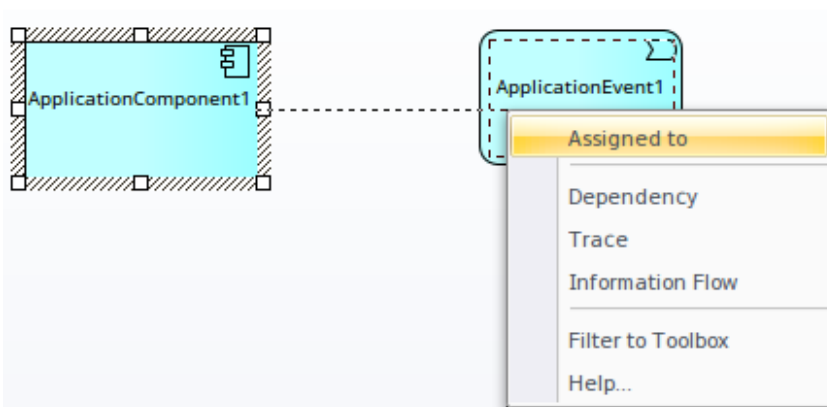 ApplicationComponent1
ApplicationEvent1
Assigned to
Dependency
Trace
Information Flow
Filter to Toolbox
Help...